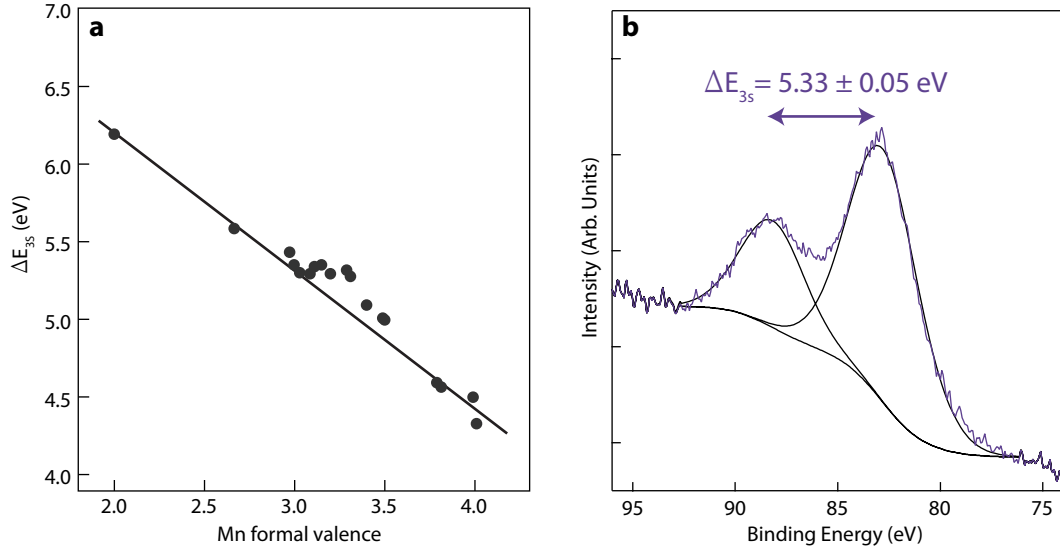 a
7.0
6.5
6.0
5.5
5.0
4.5
4.0
ΔE3s (eV)
2.0 2.5 3.0 3.5 4.0
Mn formal valence
b
ΔE3s= 5.33 ± 0.05 eV
Intensity (Arb. Units)
95 90 85 80 75
Binding Energy (eV)